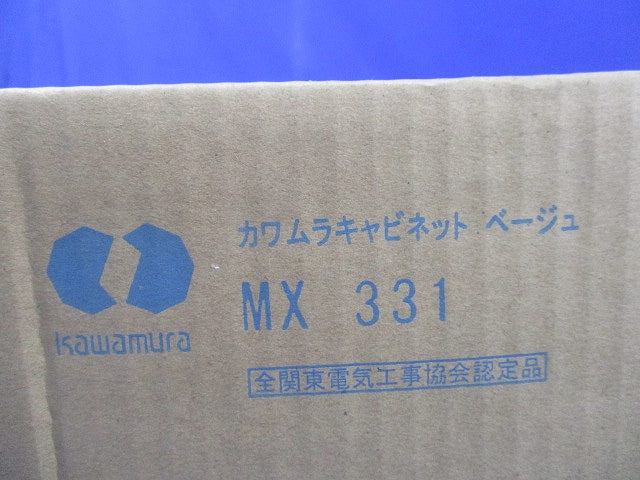 カワムラキャビネット ベージュ
MX 331
kawamura
全関東電気工事協会認定品